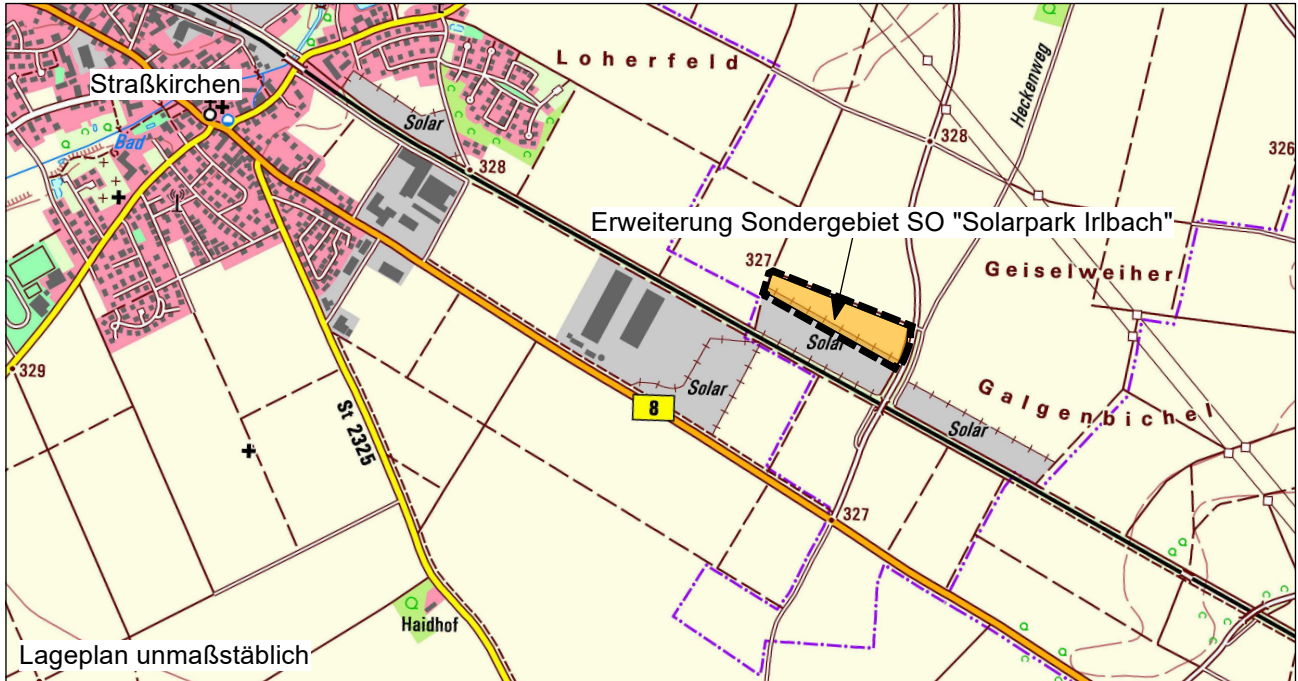 Loherfeld
Straßkirchen
Heckenweg
Solar
328
328
326
Bad
Erweiterung Sondergebiet SO "Solarpark Irlbach"
327
Geiselweiher
Solar
329
Solar
8
Galgenbichel
St 2325
Solar
327
Haidhof
Lageplan unmaßstäblich